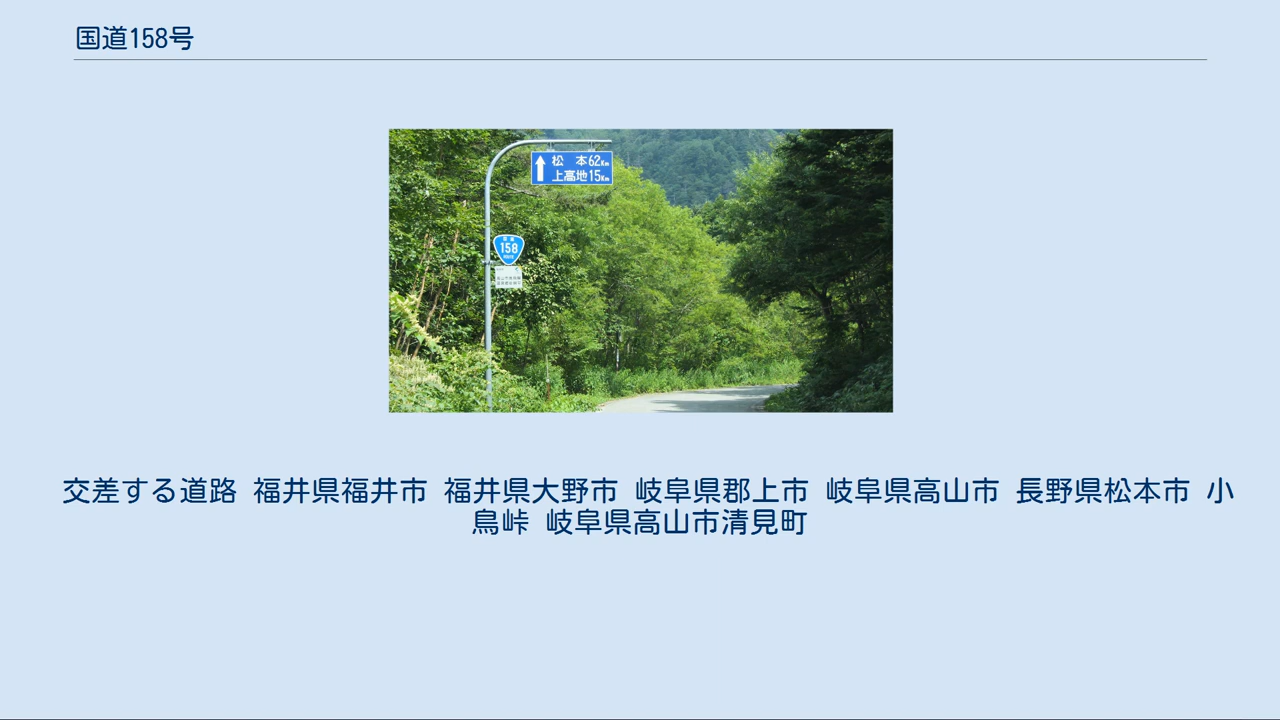 国道158号
松 本62Km
上高地15Km
158
ROUTE
交差する道路 福井県福井市 福井県大野市 岐阜県郡上市 岐阜県高山市 長野県松本市 小
鳥峠 岐阜県高山市清見町